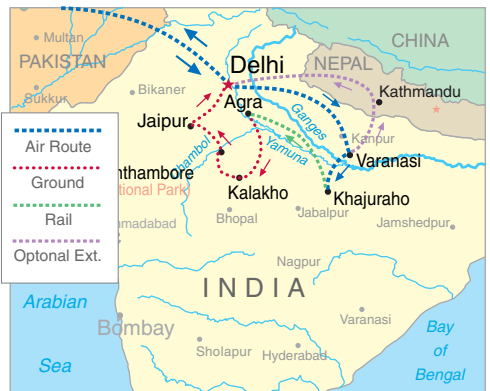 CHINA
Multan
PAKISTAN
Delhi
NEPAL
Sukkur
Bikaner
Kathmandu
Agra
Jaipur
Ganges
Kanpur
Air Route
Yamuna
Varanasi
Chambol
nthambore
Ground
tional Park)
Kalakho
Khajuraho
Rail
Bhopal
Jabalpur
Jamshedpur
hmadabad
Optonal Ext.
Nagpur
INDIA
Arabian
Sea
Bombay
Varanasi
Bay
of
Bengal
Sholapur
Hyderabad